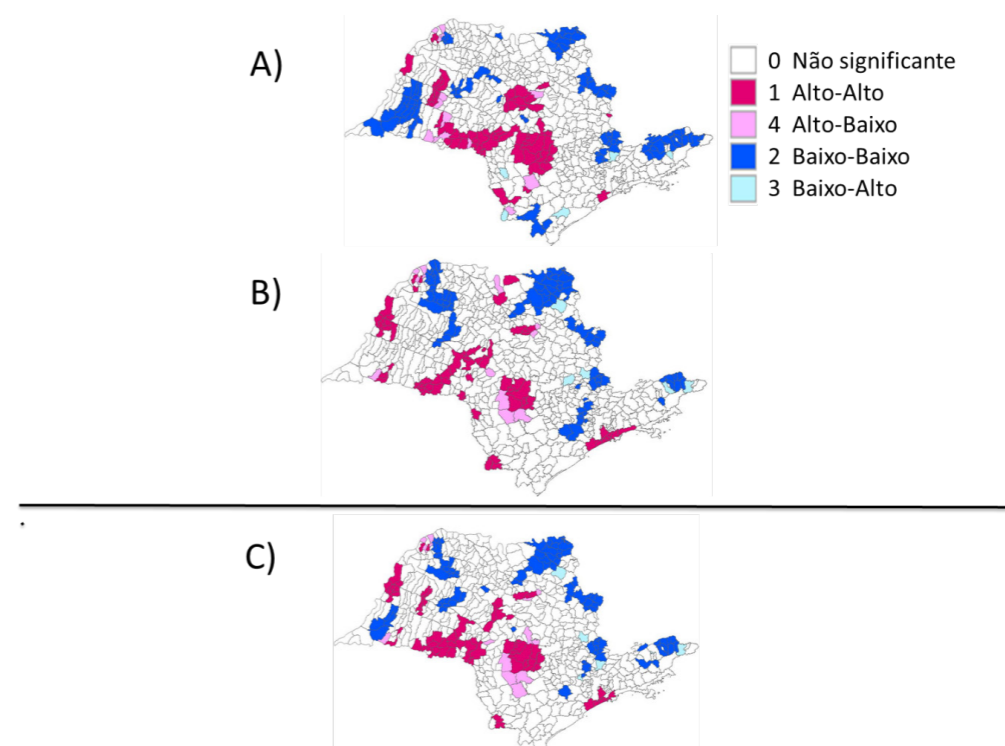 A)
0 Não significante
1 Alto-Alto
4 Alto-Baixo
2 Baixo-Baixo
3 Baixo-Alto
B)
.
C)